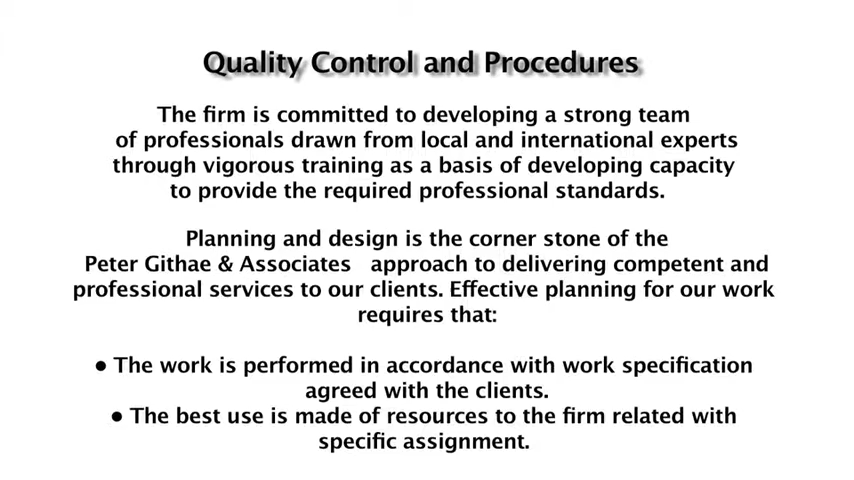 Quality Control and Procedures
The firm is committed to developing a strong team
of professionals drawn from local and international experts
through vigorous training as a basis of developing capacity
to provide the required professional standards.
Planning and design is the corner stone of the
Peter Githae & Associates approach to delivering competent and
professional services to our clients. Effective planning for our work
requires that:
• The work is performed in accordance with work specification
agreed with the clients.
• The best use is made of resources to the firm related with
specific assignment.